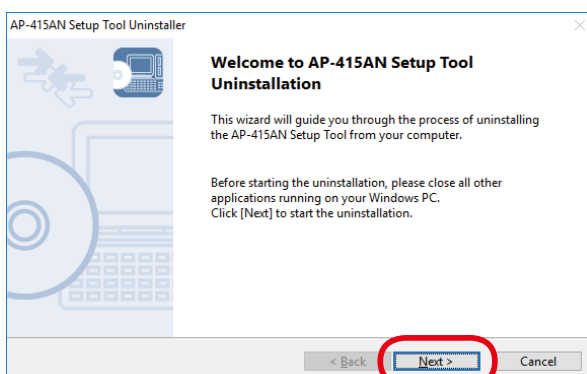 AP-415AN Setup Tool Uninstaller
Welcome to AP-415AN Setup Tool
Uninstallation
This wizard will guide you through the process of uninstalling
the AP-415AN Setup Tool from your computer.
Before starting the uninstallation, please close all other
applications running on your Windows PC.
Click [Next] to start the uninstallation.
< Back Next > Cancel